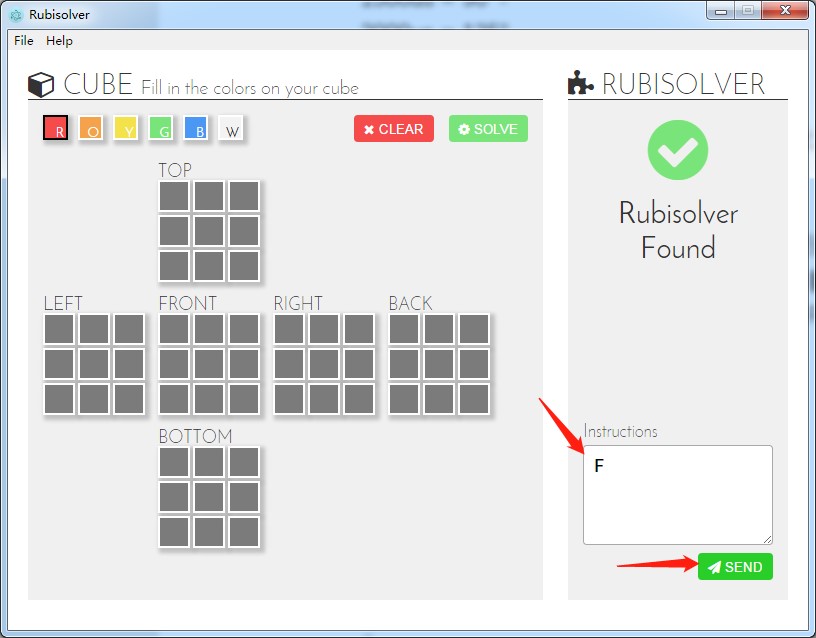 Rubisolver
File Help
CUBE Fill in the colors on your cube
RUBISOLVER
R O Y G B W
CLEAR
SOLVE
TOP
Rubisolver
Found
LEFT FRONT RIGHT BACK
Instructions
F
BOTTOM
SEND